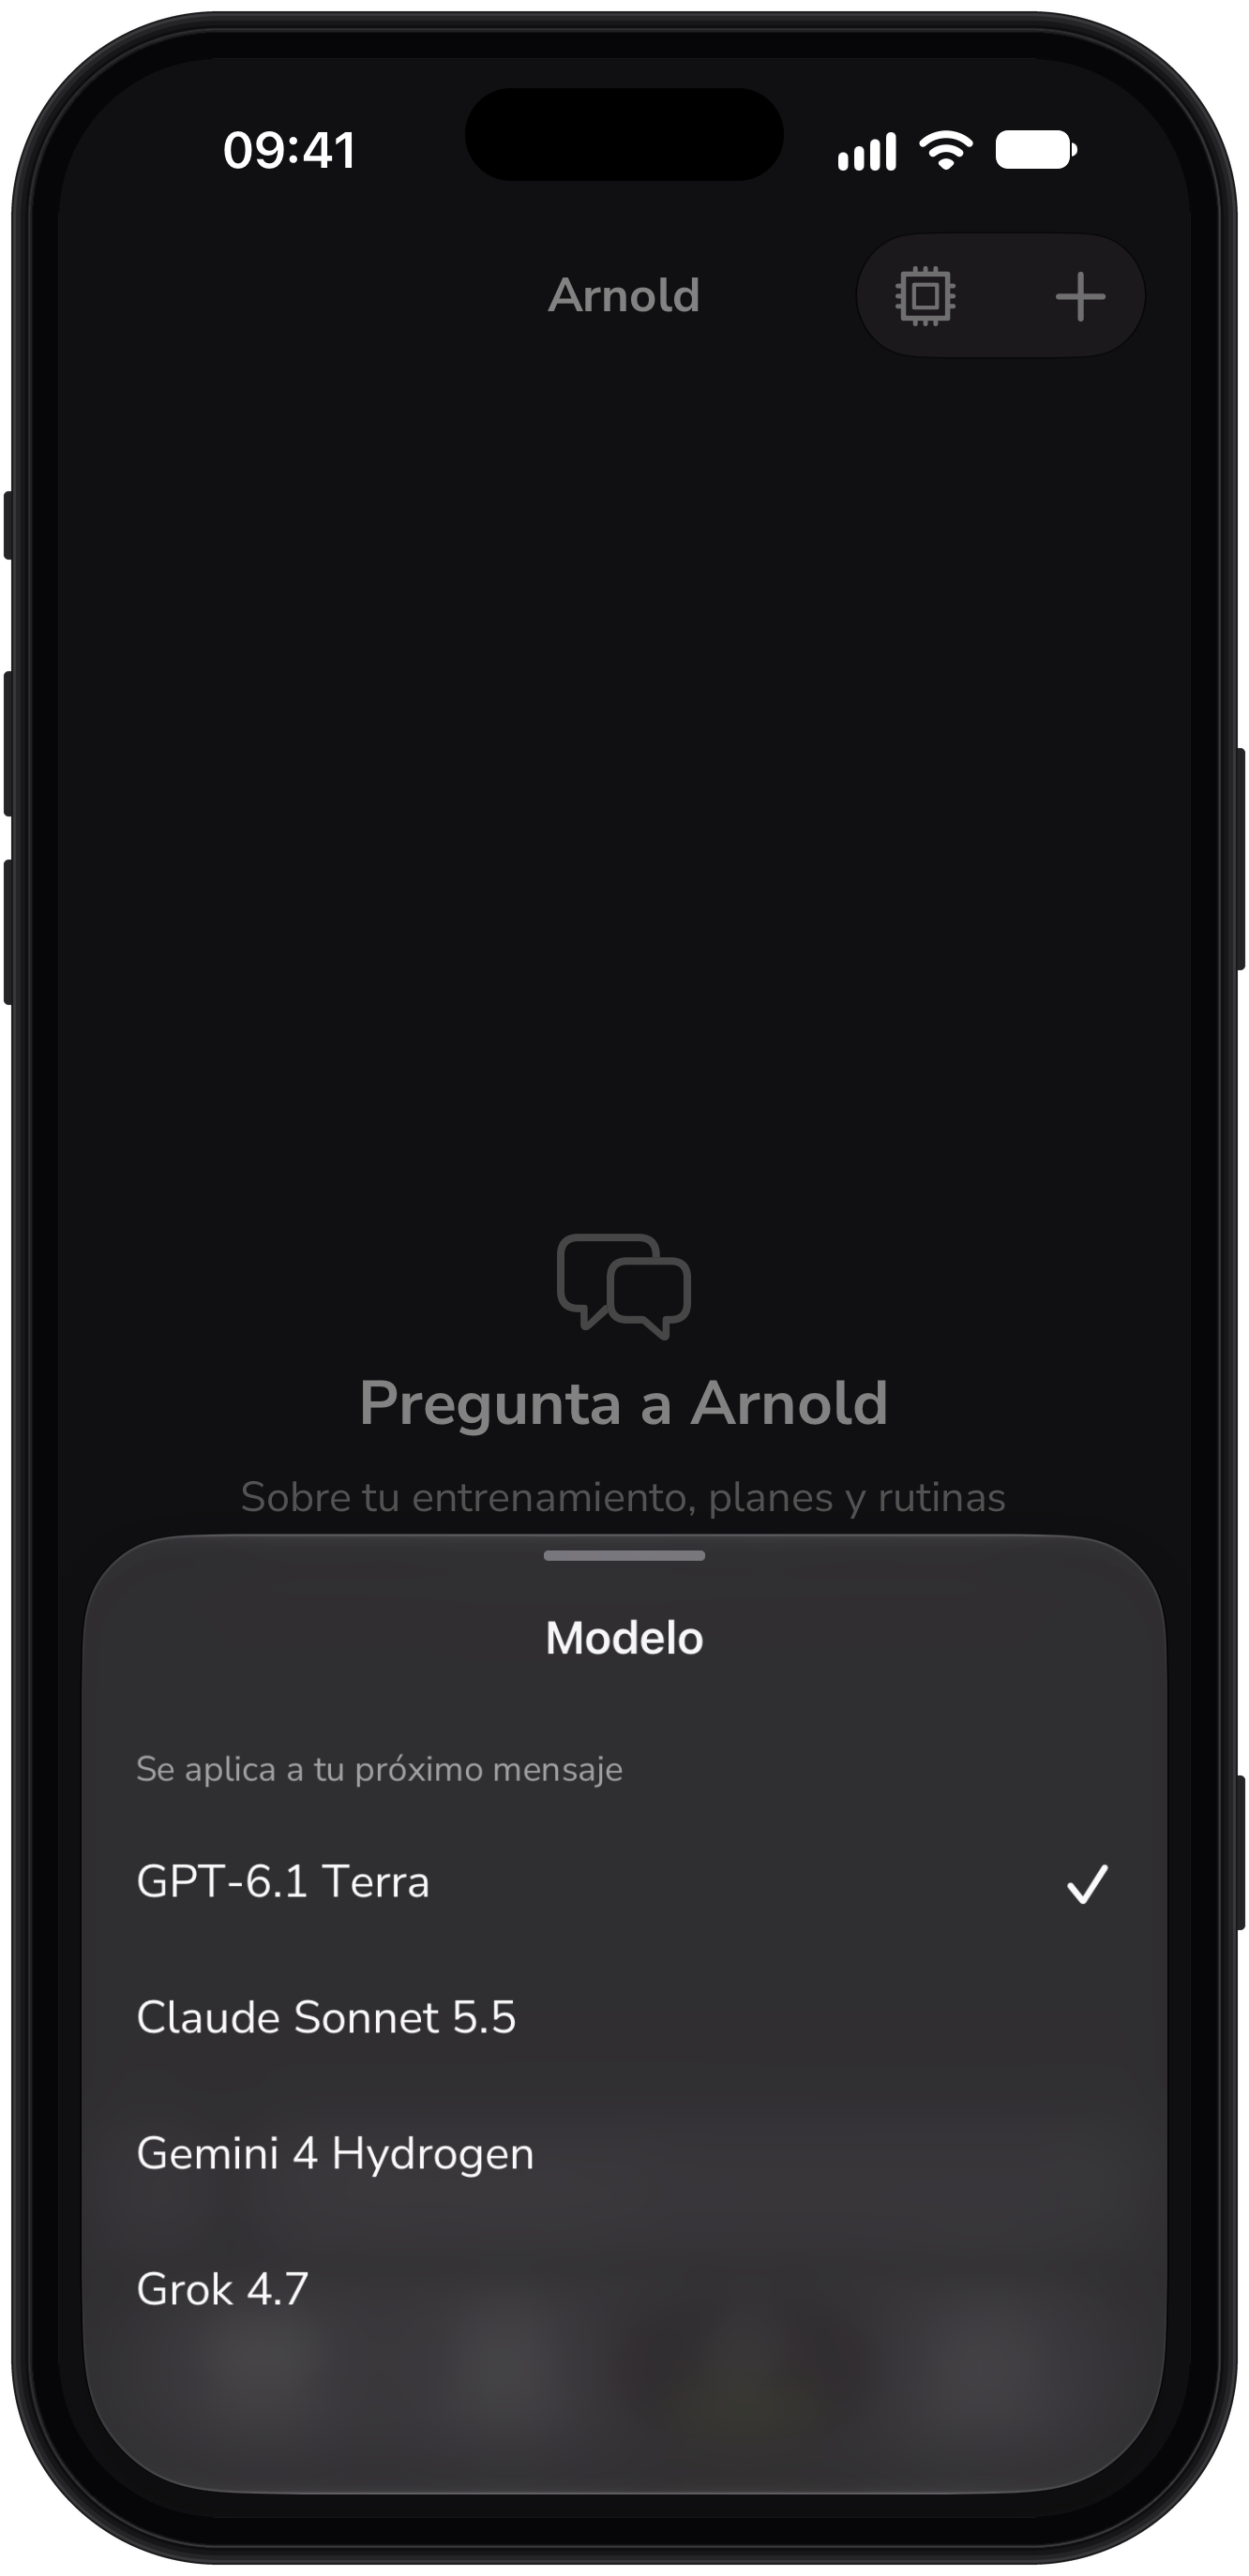 09:41
Arnold
Pregunta a Arnold
Sobre tu entrenamiento, planes y rutinas
Modelo
Se aplica a tu próximo mensaje
GPT-6.1 Terra
Claude Sonnet 5.5
Gemini 4 Hydrogen
Grok 4.7